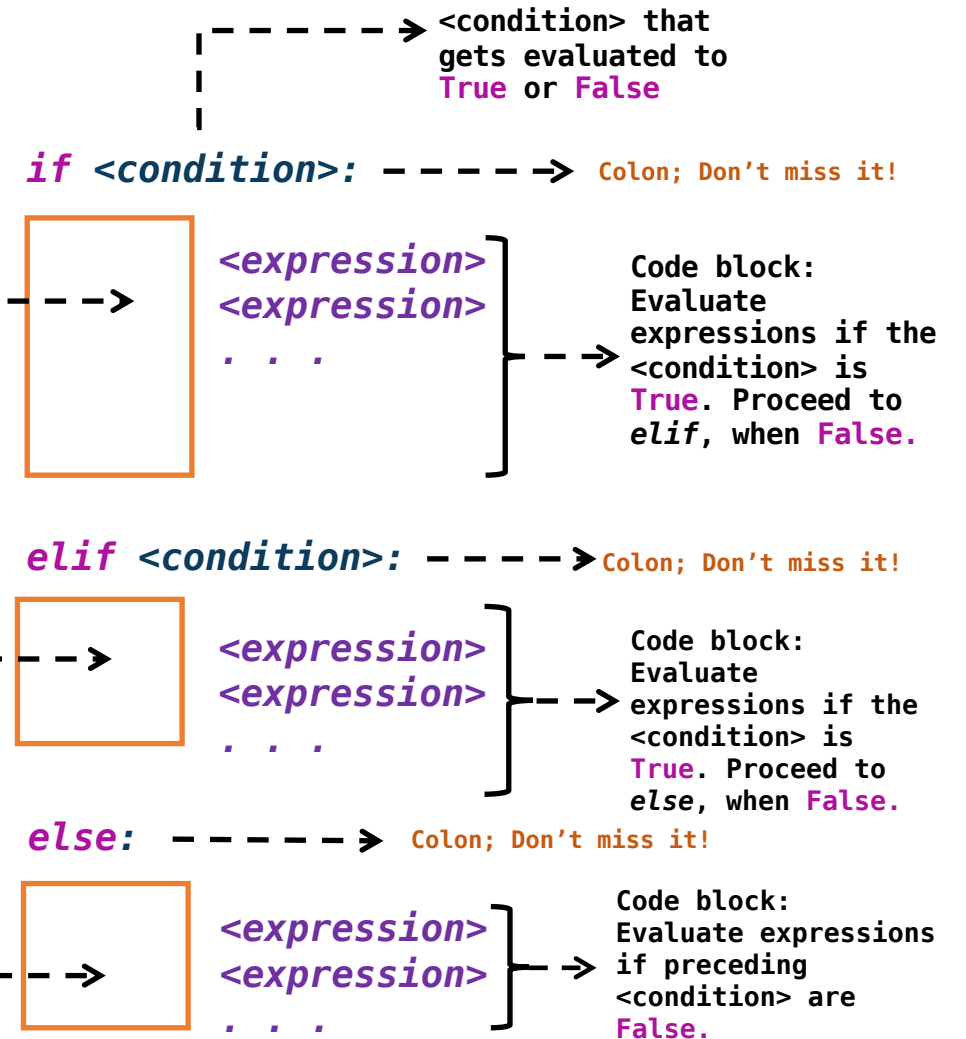 <condition> that
gets evaluated to
True or False
if <condition>:
Colon; Don’t miss it!
<expression>
<expression>
. . .
Code block:
Evaluate
expressions if the
<condition> is
True. Proceed to
elif, when False.
elif <condition>:
Colon; Don’t miss it!
<expression>
<expression>
. . .
Code block:
Evaluate
expressions if the
<condition> is
True. Proceed to
else, when False.
else:
Colon; Don’t miss it!
<expression>
<expression>
. . .
Code block:
Evaluate expressions
if preceding
<condition> are
False.